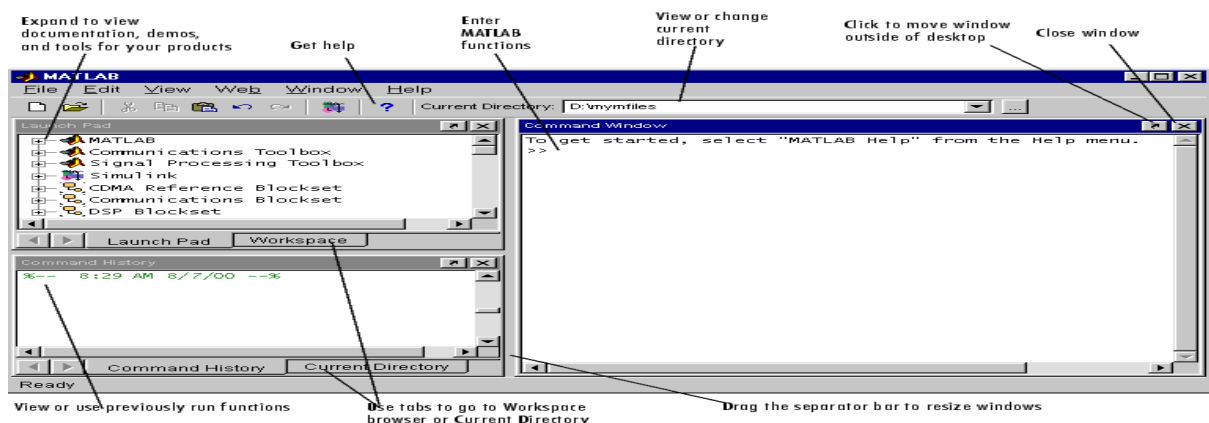 Expand to view
documentation, demos,
and tools for your products
Get help
Enter
MATLAB
functions
View or change
current
directory
Click to move window
outside of desktop
Close window
MATLAB
File Edit View Web Window Help
? Current Directory: D:\mymfiles ...
Launch Pad
MATLAB
Communications Toolbox
Signal Processing Toolbox
Simulink
CDMA Reference Blockset
Communications Blockset
DSP Blockset
Launch Pad Workspace
Command History
%-- 8:29 AM 8/7/00 --%
Command History Current Directory
Command Window
To get started, select "MATLAB Help" from the Help menu.
>>
Ready
View or use previously run functions
Use tabs to go to Workspace
browser or Current Directory
Drag the separator bar to resize windows